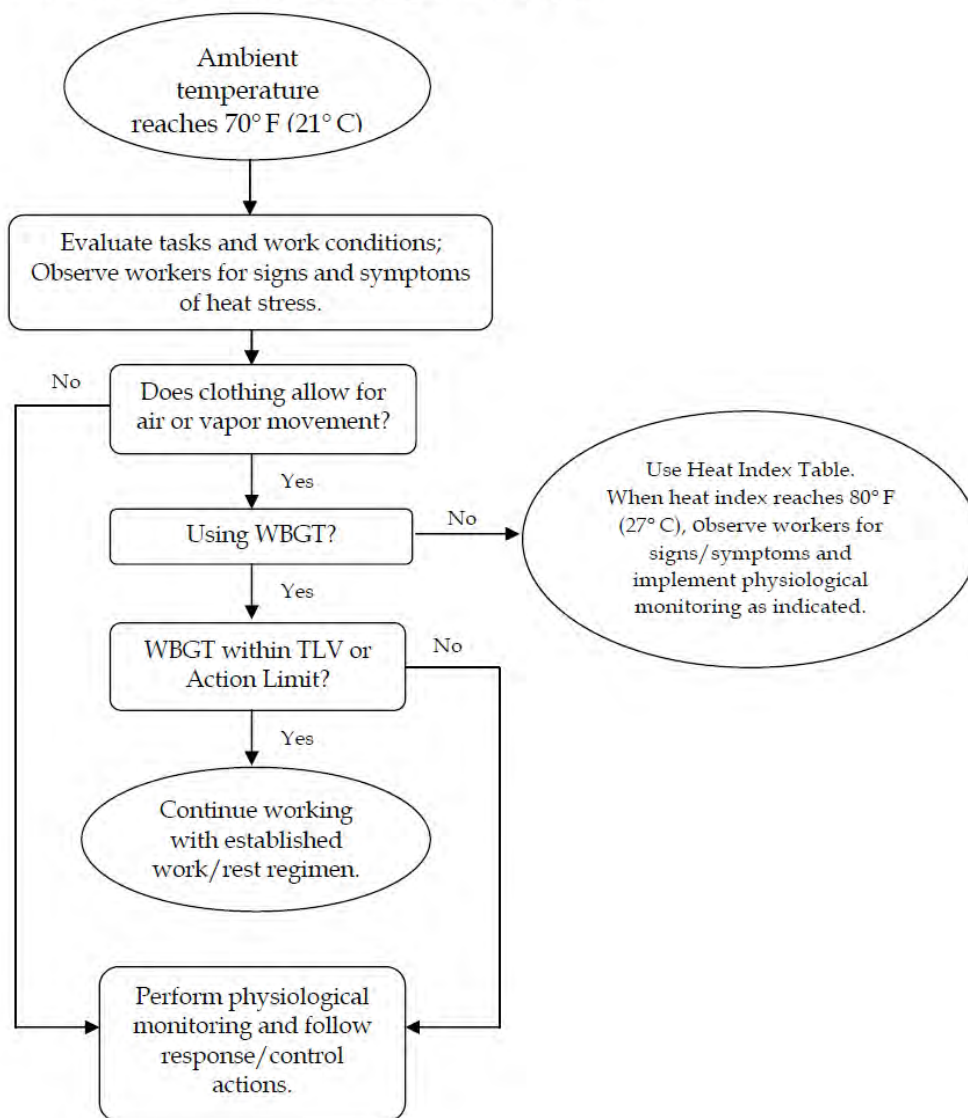 Ambient
temperature
reaches 70° F (21° C)
Evaluate tasks and work conditions;
Observe workers for signs and symptoms
of heat stress.
No
Does clothing allow for
air or vapor movement?
Yes
Using WBGT?
No
Use Heat Index Table.
When heat index reaches 80° F
(27° C), Observe workers for
signs/symptoms and
implement physiological
monitoring as indicated.
Yes
WBGT within TLV or
Action Limit?
No
Yes
Continue working
with established
work/rest regimen.
Perform physiological
monitoring and follow
response/control
actions.